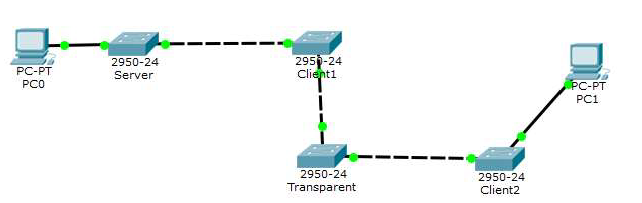 PC-PT
PC0
2950-24
Server
2950-24
Client1
PC-PT
PC1
2950-24
Transparent
2950-24
Client2